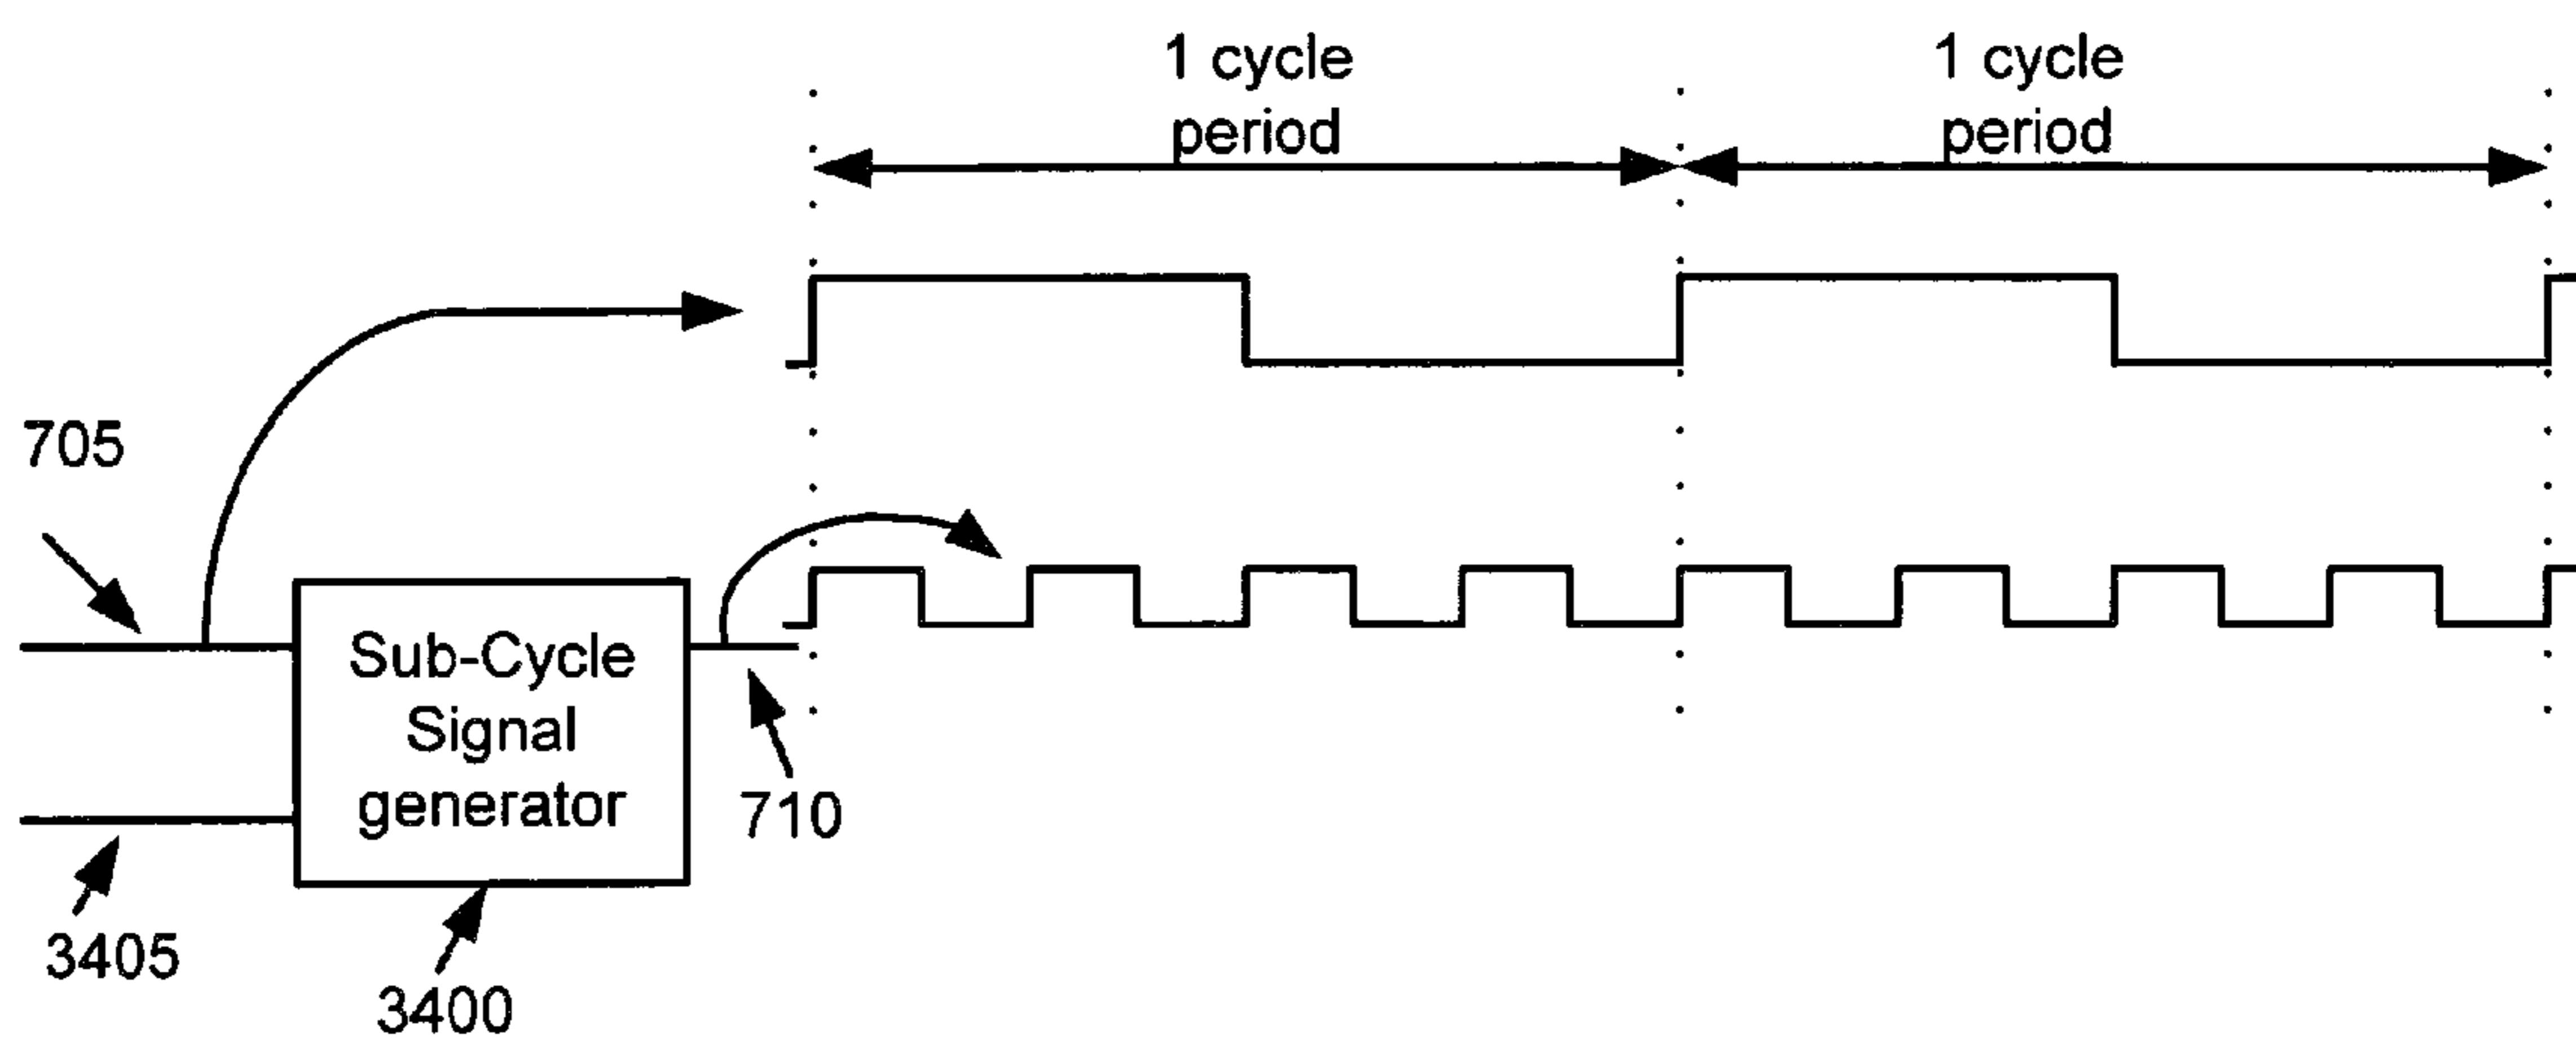 1 cycle
period
1 cycle
period
705
Sub-Cycle
Signal
generator
710
3405
3400